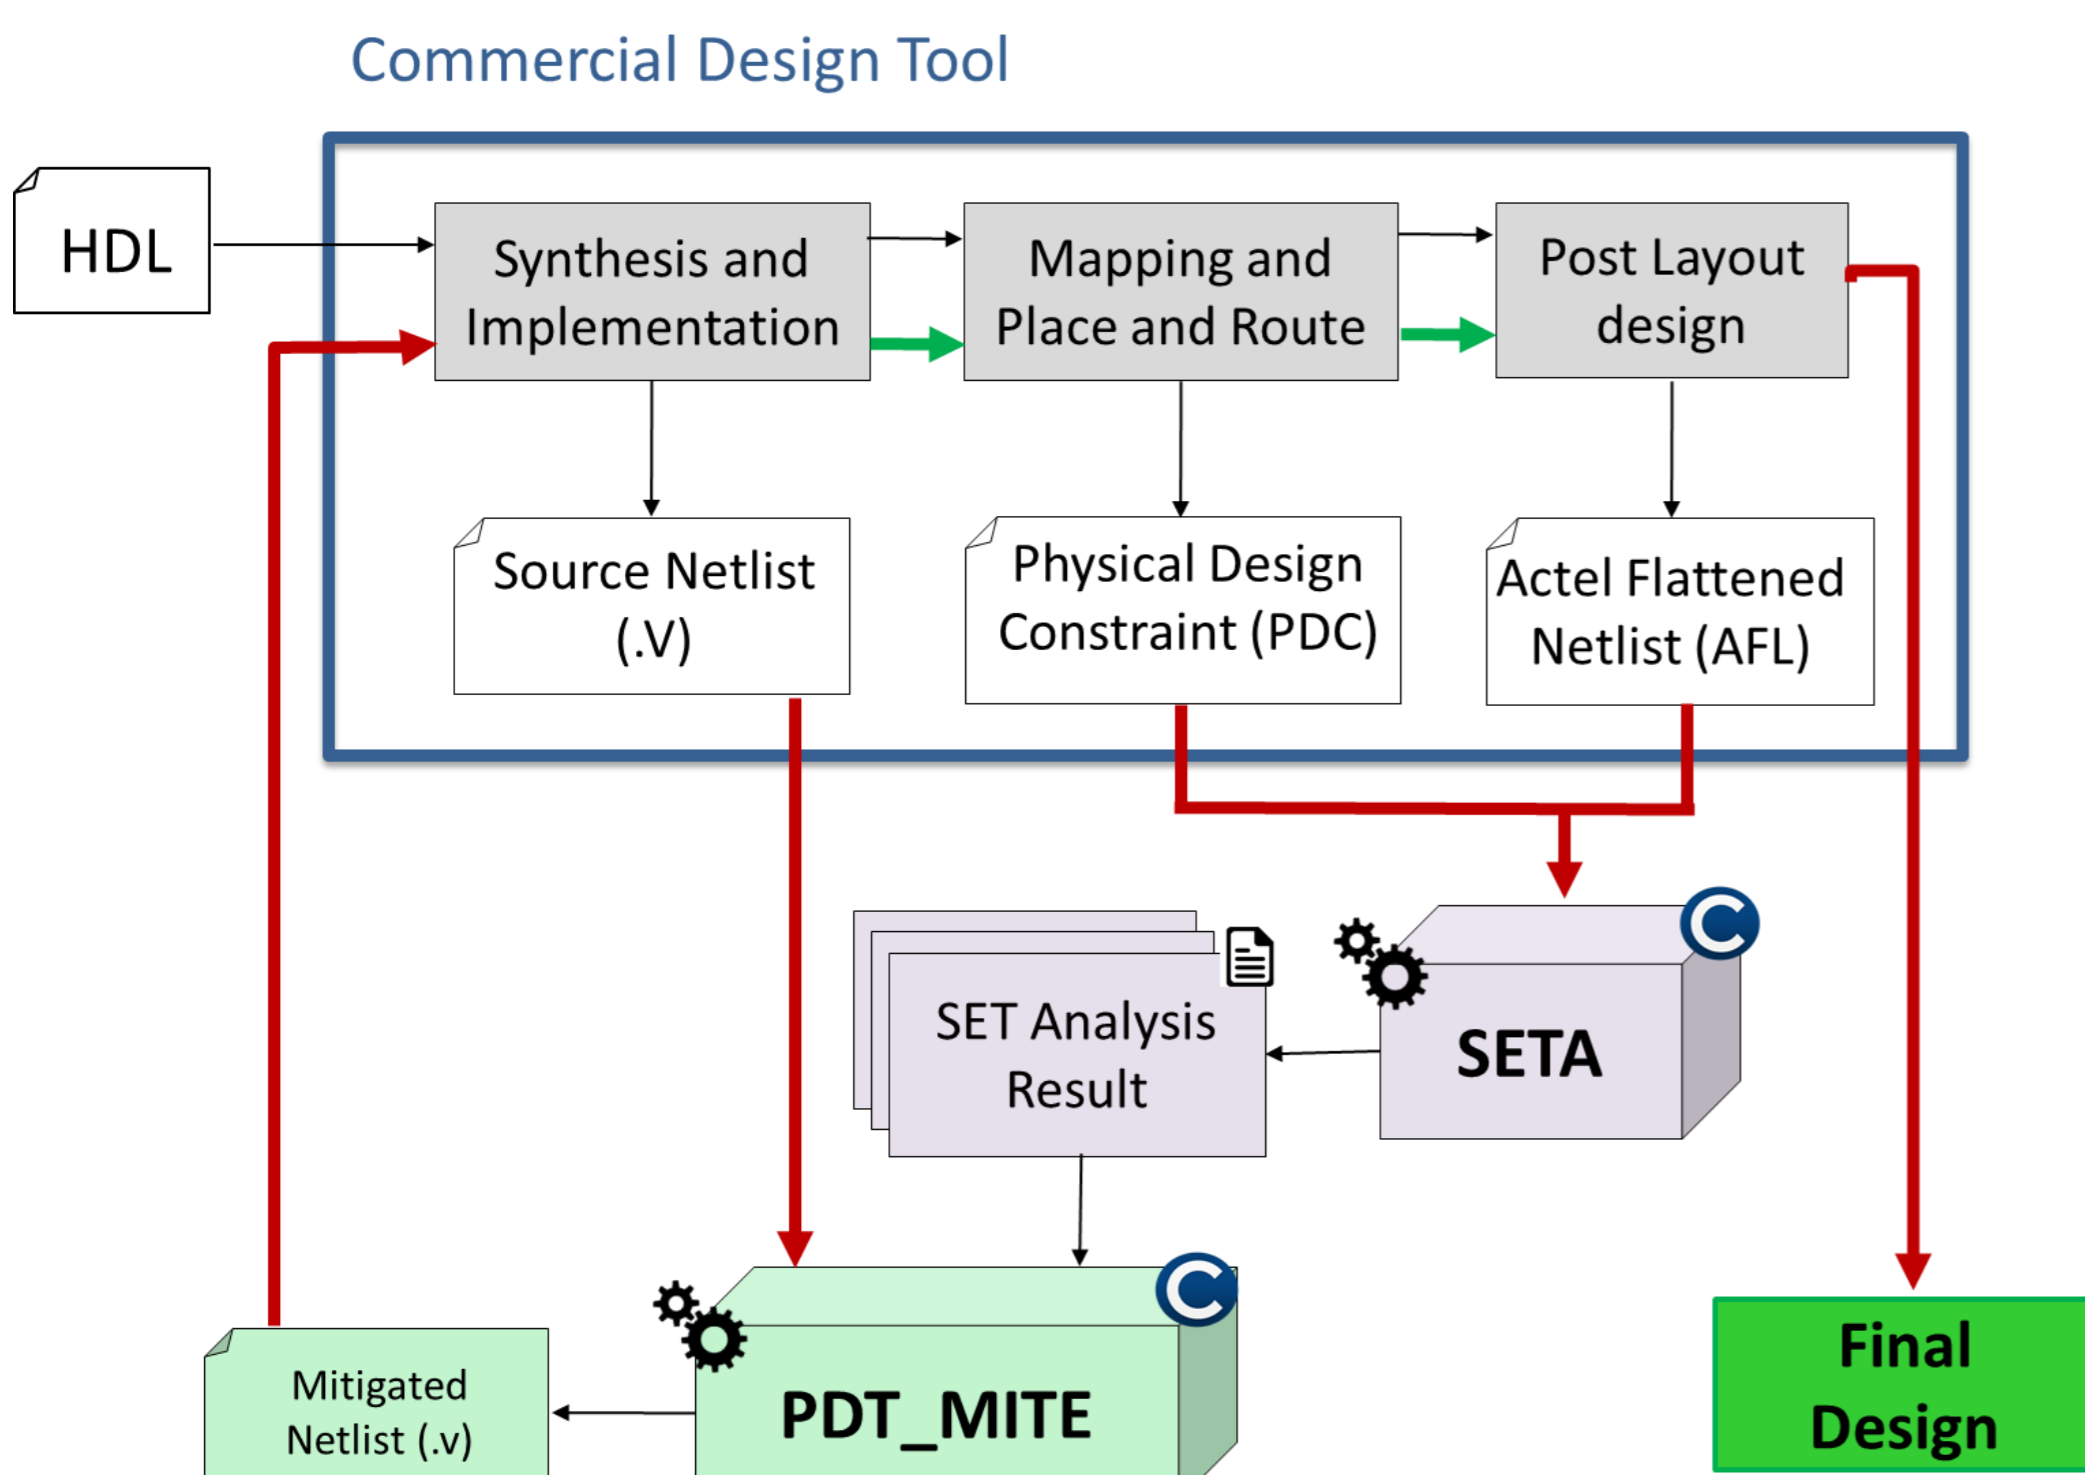 Commercial Design Tool
HDL
Synthesis and
Implementation
Mapping and
Place and Route
Post Layout
design
Source Netlist
(.V)
Physical Design
Constraint (PDC)
Actel Flattened
Netlist (AFL)
SET Analysis
Result
C
SETA
C
PDT_MITE
Mitigated
Netlist (.v)
Final
Design